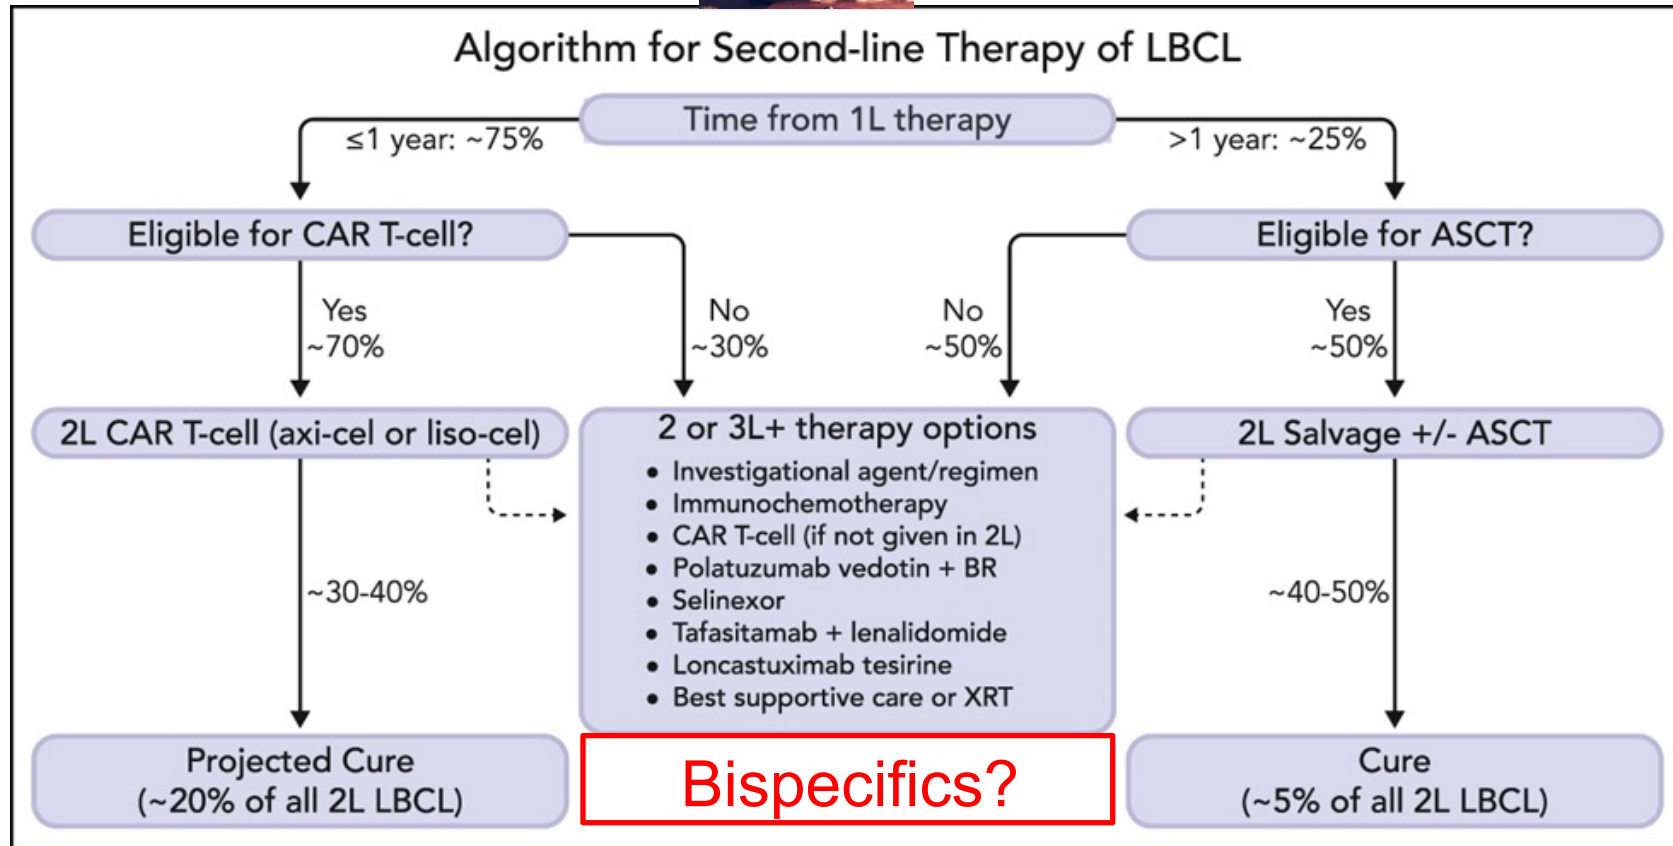 Algorithm for Second-line Therapy of LBCL
Time from 1L therapy
≤1 year: ~75%
>1 year: ~25%
Eligible for CAR T-cell?
Eligible for ASCT?
Yes
~70%
No
~30%
No
~50%
Yes
~50%
2L CAR T-cell (axi-cel or liso-cel)
2 or 3L+ therapy options
• Investigational agent/regimen
• Immunochemotherapy
• CAR T-cell (if not given in 2L)
• Polatuzumab vedotin + BR
• Selinexor
• Tafasitamab + lenalidomide
• Loncastuximab tesirine
• Best supportive care or XRT
2L Salvage +/- ASCT
~30-40%
~40-50%
Projected Cure
(~20% of all 2L LBCL)
Bispecifics?
Cure
(~5% of all 2L LBCL)